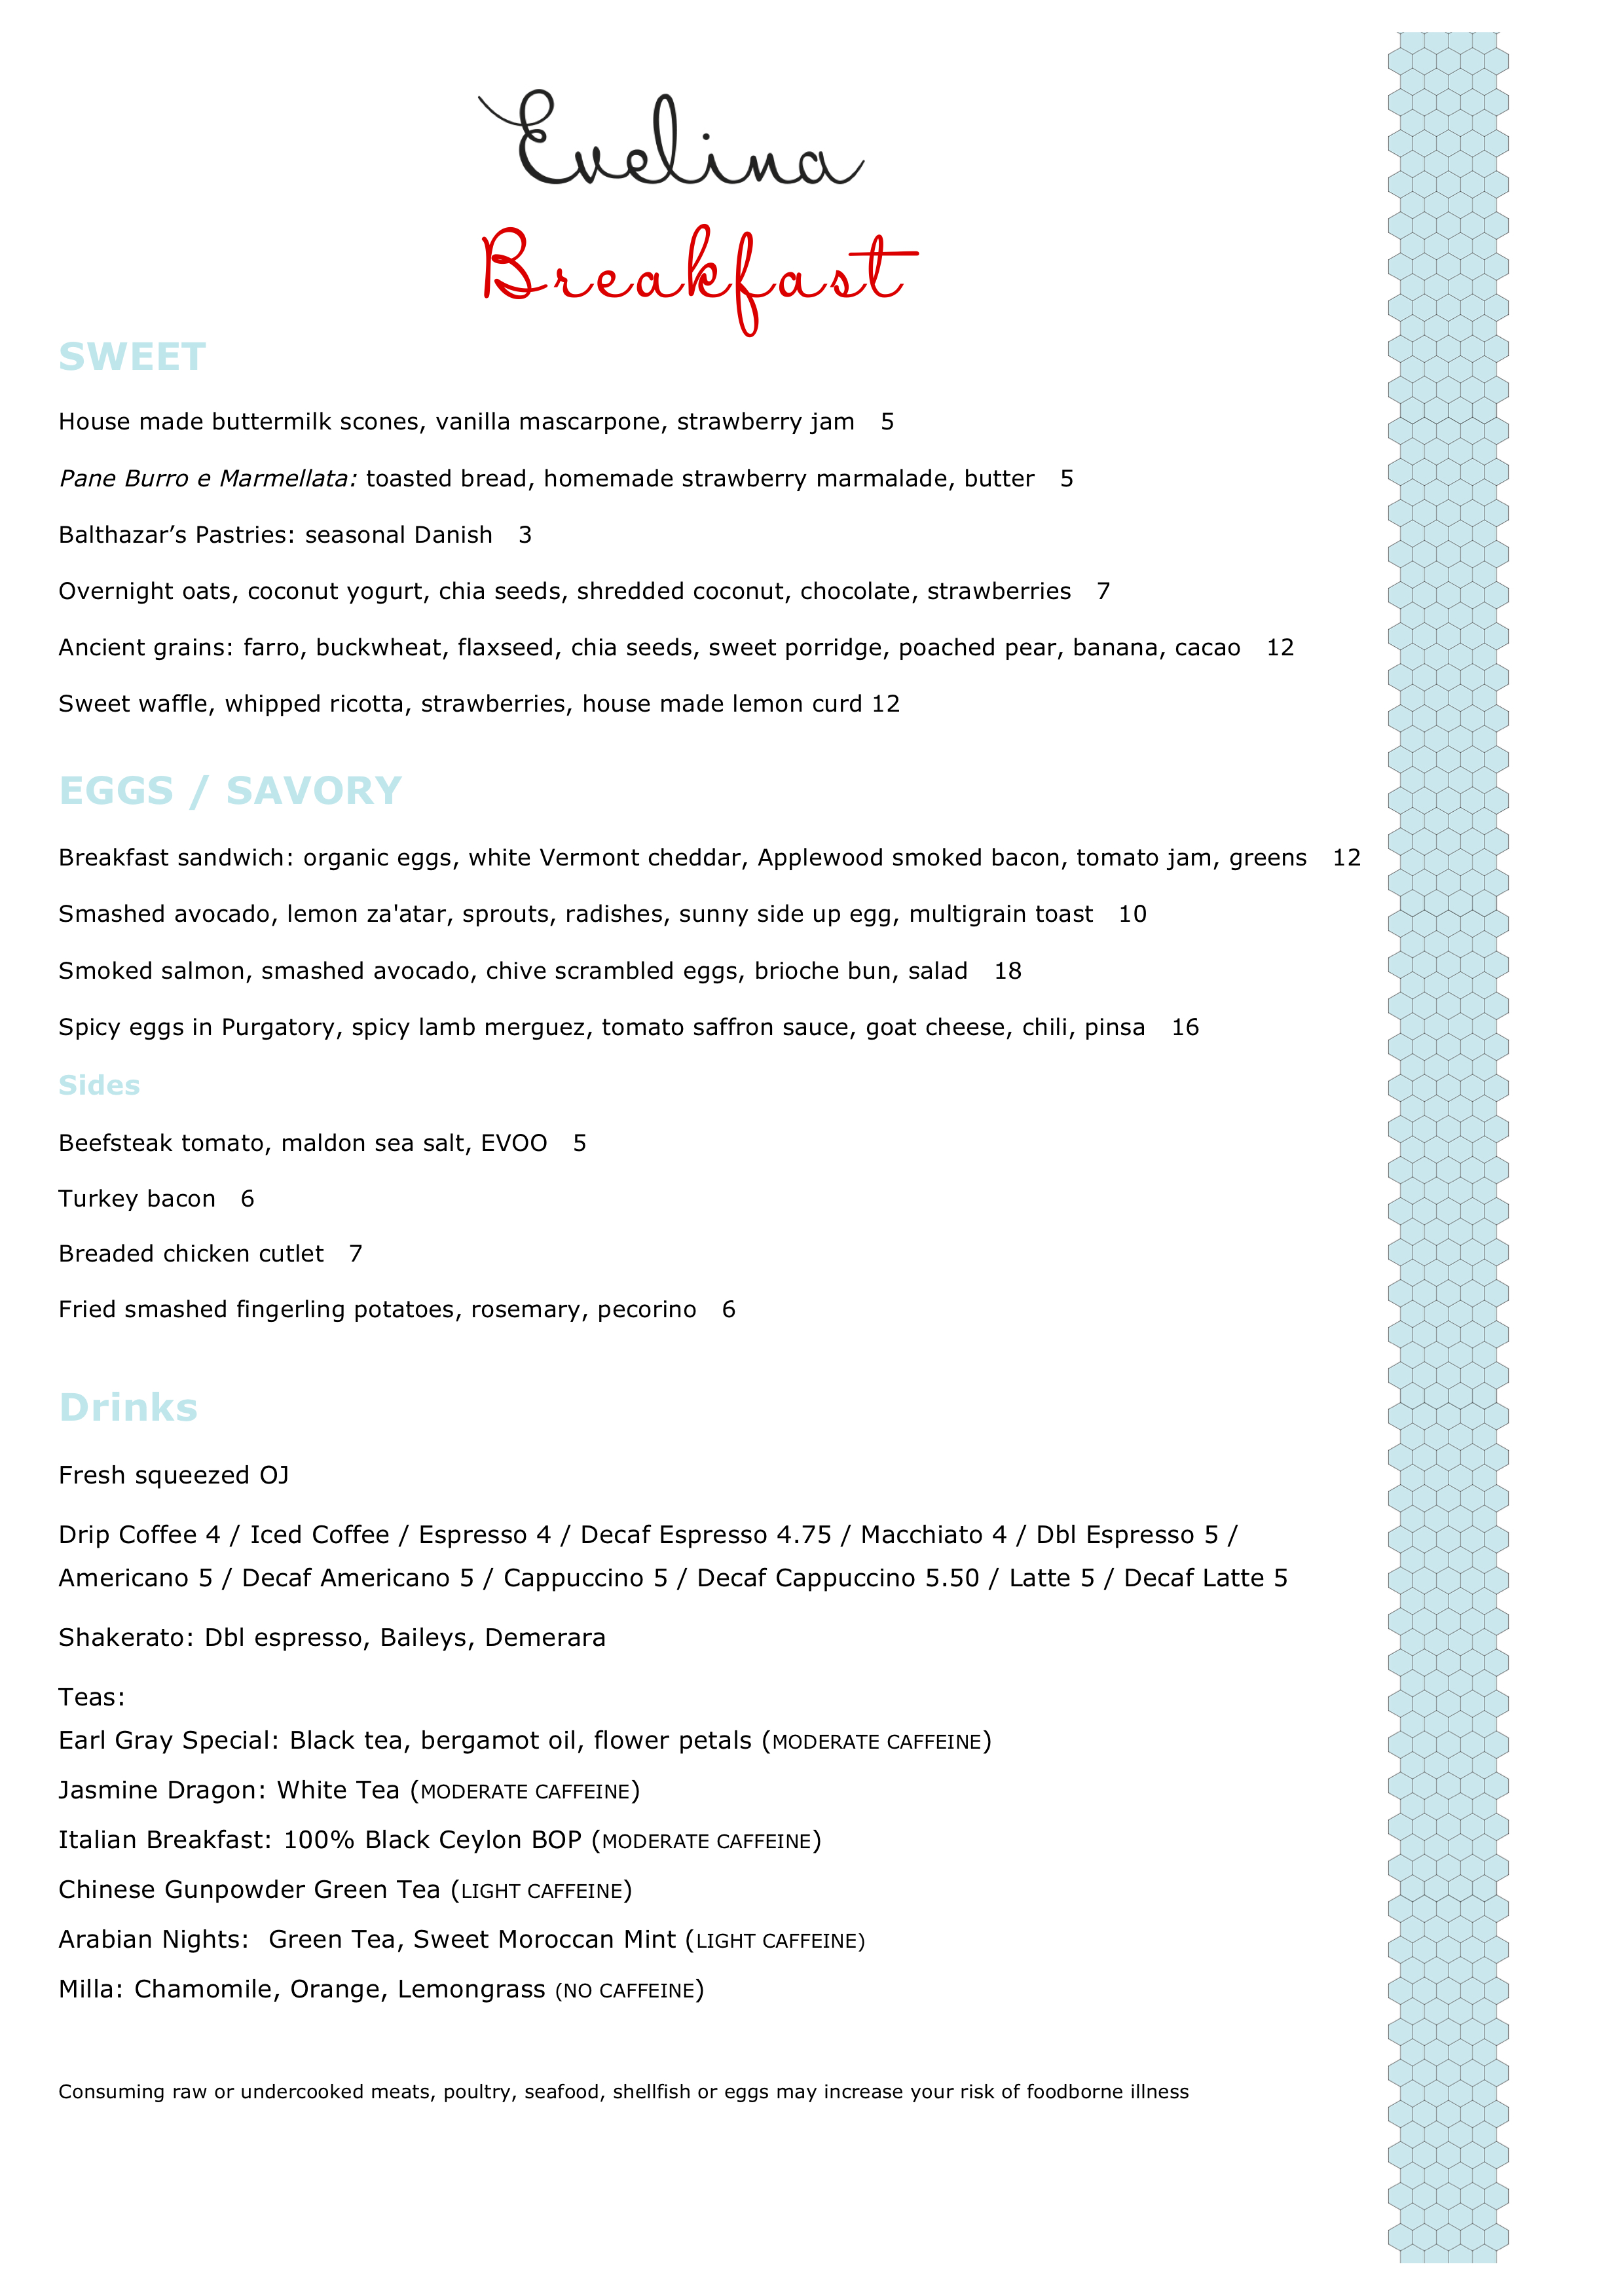 Evelina
Breakfast
SWEET
House made buttermilk scones, vanilla mascarpone, strawberry jam 5
Pane Burro e Marmellata: toasted bread, homemade strawberry marmalade, butter 5
Balthazar’s Pastries: seasonal Danish 3
Overnight oats, coconut yogurt, chia seeds, shredded coconut, chocolate, strawberries 7
Ancient grains: farro, buckwheat, flaxseed, chia seeds, sweet porridge, poached pear, banana, cacao 12
Sweet waffle, whipped ricotta, strawberries, house made lemon curd 12
EGGS / SAVORY
Breakfast sandwich: organic eggs, white Vermont cheddar, Applewood smoked bacon, tomato jam, greens 12
Smashed avocado, lemon za'atar, sprouts, radishes, sunny side up egg, multigrain toast 10
Smoked salmon, smashed avocado, chive scrambled eggs, brioche bun, salad 18
Spicy eggs in Purgatory, spicy lamb merguez, tomato saffron sauce, goat cheese, chili, pinsa 16
Sides
Beefsteak tomato, maldon sea salt, EVOO 5
Turkey bacon 6
Breaded chicken cutlet 7
Fried smashed fingerling potatoes, rosemary, pecorino 6
Drinks
Fresh squeezed OJ
Drip Coffee 4 / Iced Coffee / Espresso 4 / Decaf Espresso 4.75 / Macchiato 4 / Dbl Espresso 5 /
Americano 5 / Decaf Americano 5 / Cappuccino 5 / Decaf Cappuccino 5.50 / Latte 5 / Decaf Latte 5
Shakerato: Dbl espresso, Baileys, Demerara
Teas:
Earl Gray Special: Black tea, bergamot oil, flower petals (MODERATE CAFFEINE)
Jasmine Dragon: White Tea (MODERATE CAFFEINE)
Italian Breakfast: 100% Black Ceylon BOP (MODERATE CAFFEINE)
Chinese Gunpowder Green Tea (LIGHT CAFFEINE)
Arabian Nights: Green Tea, Sweet Moroccan Mint (LIGHT CAFFEINE)
Milla: Chamomile, Orange, Lemongrass (NO CAFFEINE)
Consuming raw or undercooked meats, poultry, seafood, shellfish or eggs may increase your risk of foodborne illness